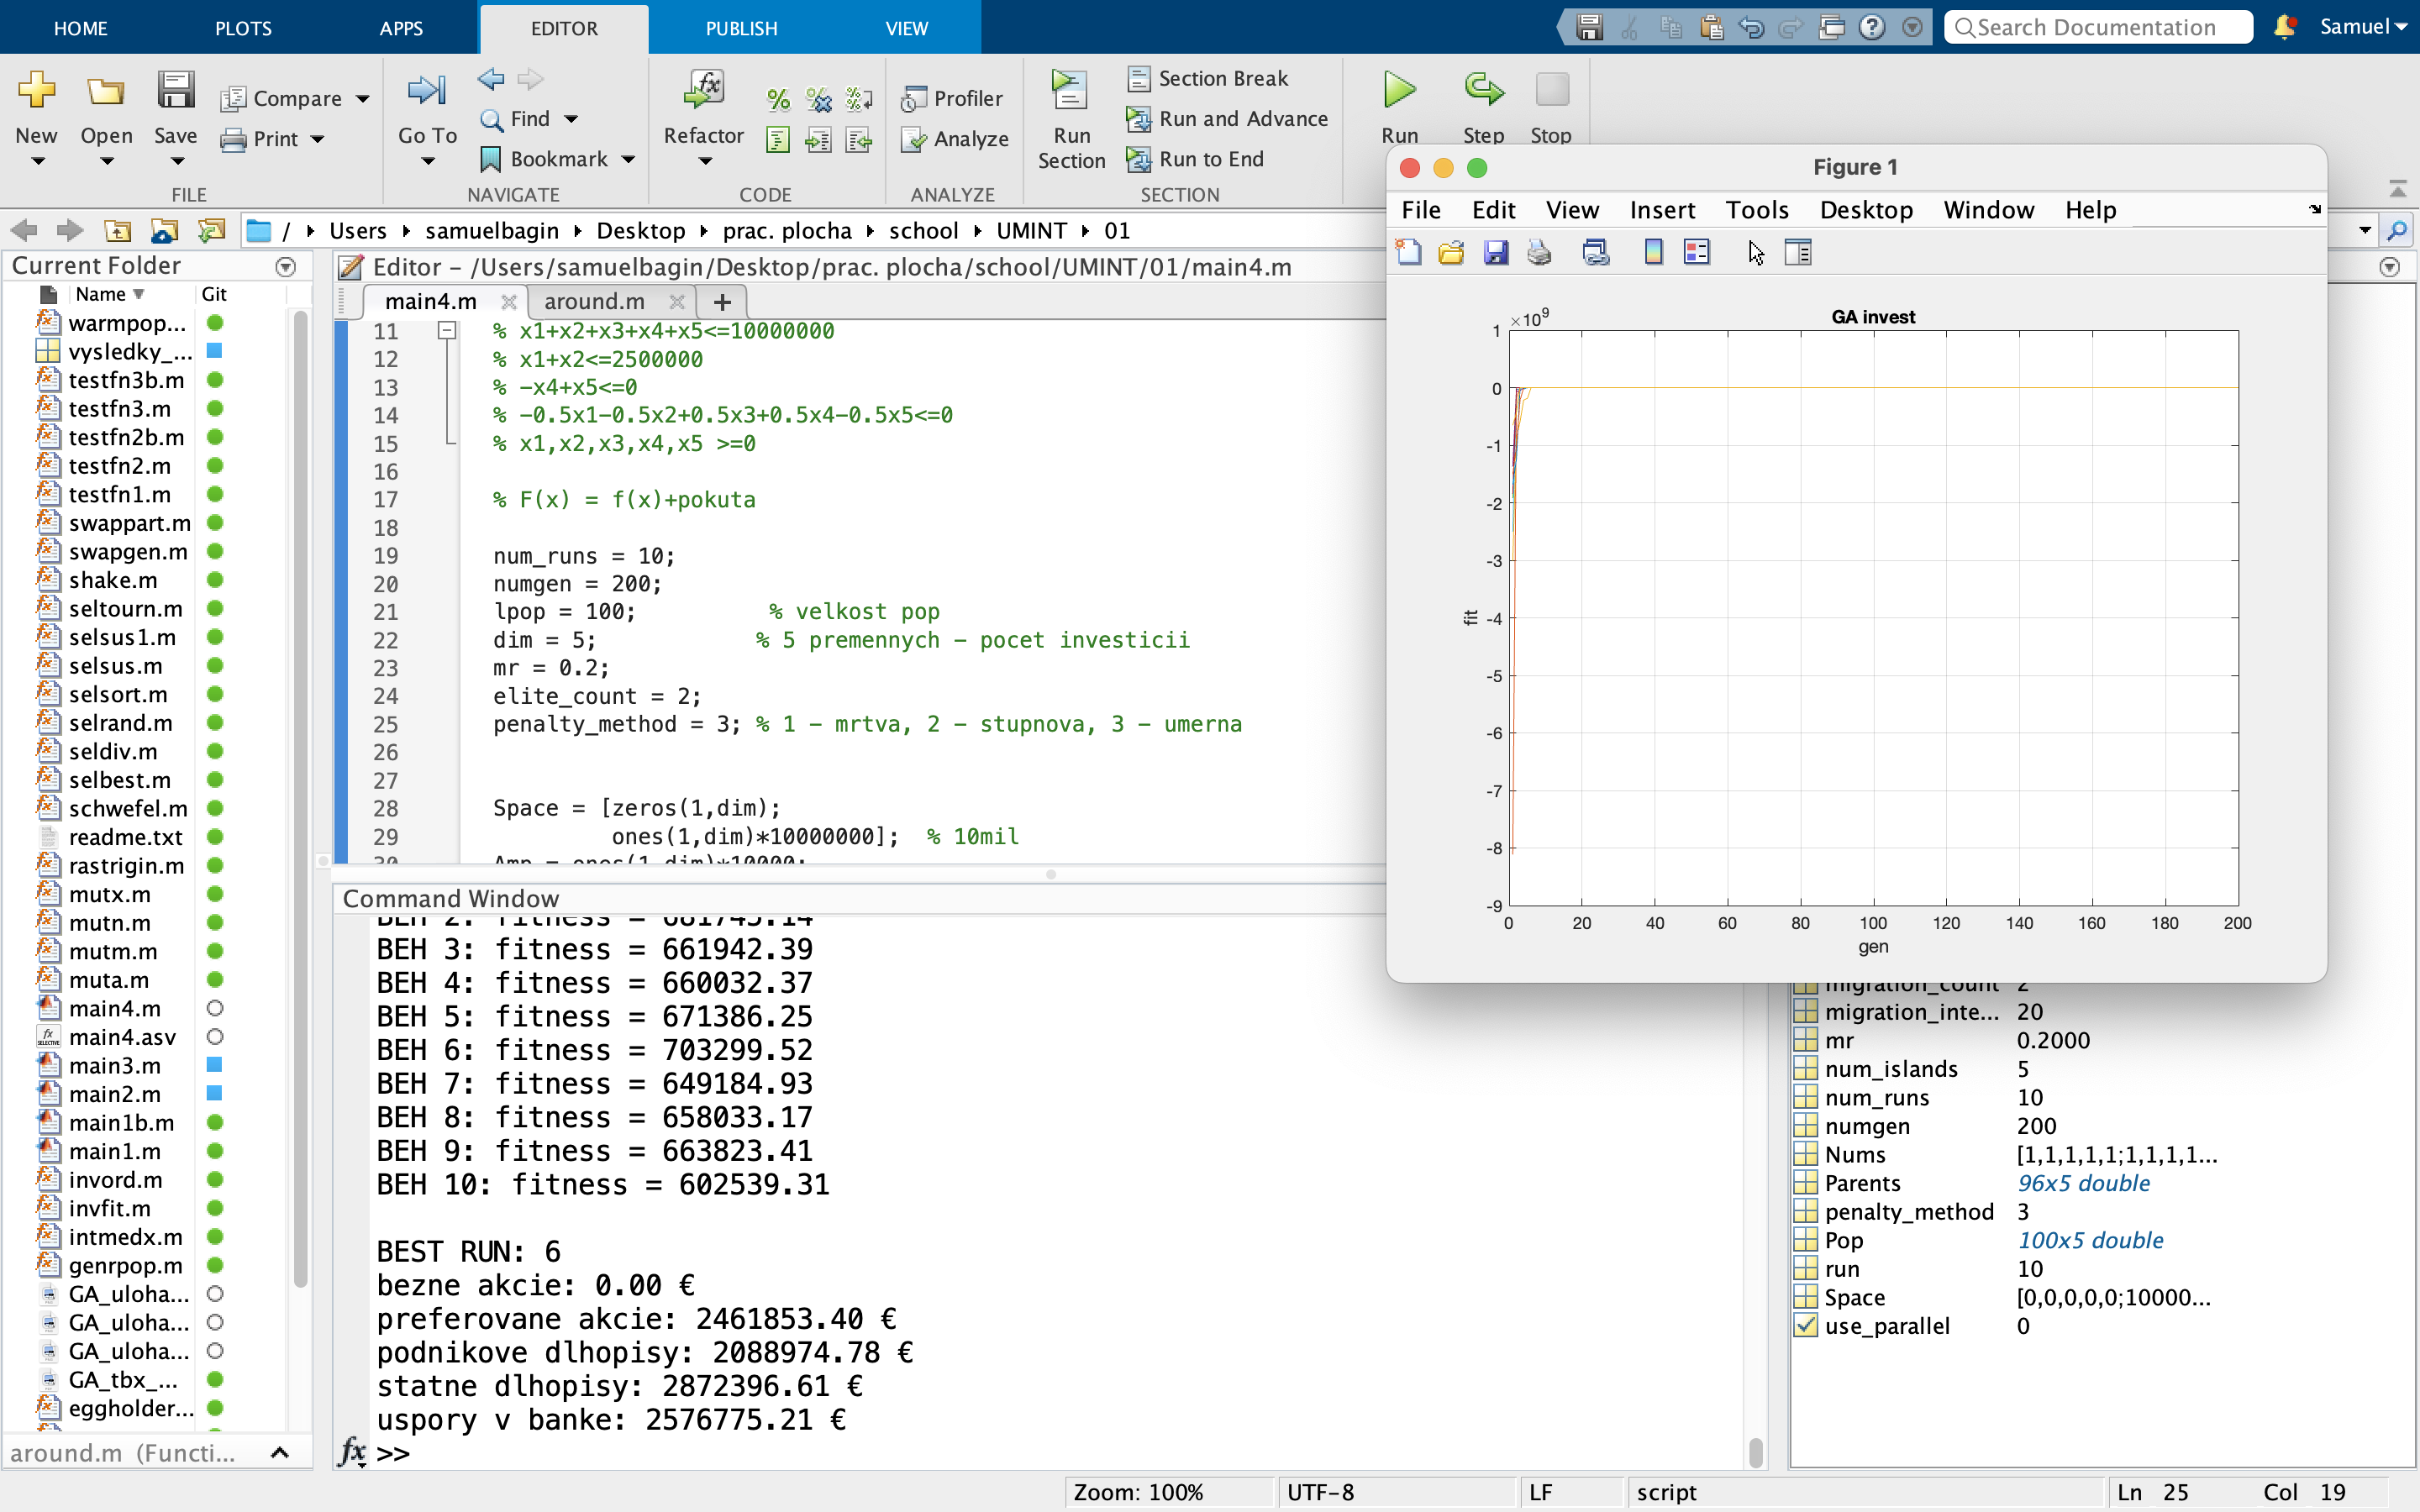 HOME PLOTS APPS EDITOR PUBLISH VIEW Search Documentation Samuel
New Open Save Compare Print Go To Find Bookmark Refactor Profiler Analyze Run Section Section Break Run and Advance Run to End Run Step Stop
FILE NAVIGATE CODE ANALYZE SECTION
/ Users samuelbagin Desktop prac. plocha school UMINT 01
Current Folder
Name Git
warmpop...
vysledky_...
testfn3b.m
testfn3.m
testfn2b.m
testfn2.m
testfn1.m
swappart.m
swapgen.m
shake.m
seltourn.m
selsus1.m
selsus.m
selsort.m
selrand.m
seldiv.m
selbest.m
schwefel.m
readme.txt
rastrigin.m
mutx.m
mutn.m
mutm.m
muta.m
main4.m
main4.asv
main3.m
main2.m
main1b.m
main1.m
invord.m
invfit.m
intmedx.m
genrpop.m
GA_uloha...
GA_uloha...
GA_uloha...
GA_tbx_...
eggholder...
around.m (Functi...
Editor - /Users/samuelbagin/Desktop/prac. plocha/school/UMINT/01/main4.m
main4.m around.m +
11 % x1+x2+x3+x4+x5<=10000000
12 % x1+x2<=2500000
13 % -x4+x5<=0
14 % -0.5x1-0.5x2+0.5x3+0.5x4-0.5x5<=0
15 % x1,x2,x3,x4,x5 >=0
16
17 % F(x) = f(x)+pokuta
18
19 num_runs = 10;
20 numgen = 200;
21 lpop = 100; % velkost pop
22 dim = 5; % 5 premennych - pocet investicii
23 mr = 0.2;
24 elite_count = 2;
25 penalty_method = 3; % 1 - mrtva, 2 - stupnova, 3 - umerna
26
27
28 Space = [zeros(1,dim);
29 ones(1,dim)*10000000]; % 10mil
30 Amp = ones(1,dim)*10000;
Command Window
BEH 2: fitness = 681745.14
BEH 3: fitness = 661942.39
BEH 4: fitness = 660032.37
BEH 5: fitness = 671386.25
BEH 6: fitness = 703299.52
BEH 7: fitness = 649184.93
BEH 8: fitness = 658033.17
BEH 9: fitness = 663823.41
BEH 10: fitness = 602539.31
BEST RUN: 6
bezne akcie: 0.00 €
preferovane akcie: 2461853.40 €
podnikove dlhopisy: 2088974.78 €
statne dlhopisy: 2872396.61 €
uspory v banke: 2576775.21 €
fx >>
Figure 1
File Edit View Insert Tools Desktop Window Help
GA invest
×10^9
1
0
-1
-2
-3
-4
-5
-6
-7
-8
-9
fit
0 20 40 60 80 100 120 140 160 180 200
gen
migration_count 2
migration_inte... 20
mr 0.2000
num_islands 5
num_runs 10
numgen 200
Nums [1,1,1,1,1;1,1,1,1...
Parents 96x5 double
penalty_method 3
Pop 100x5 double
run 10
Space [0,0,0,0,0;10000...
use_parallel 0
Zoom: 100% UTF-8 LF script Ln 25 Col 19